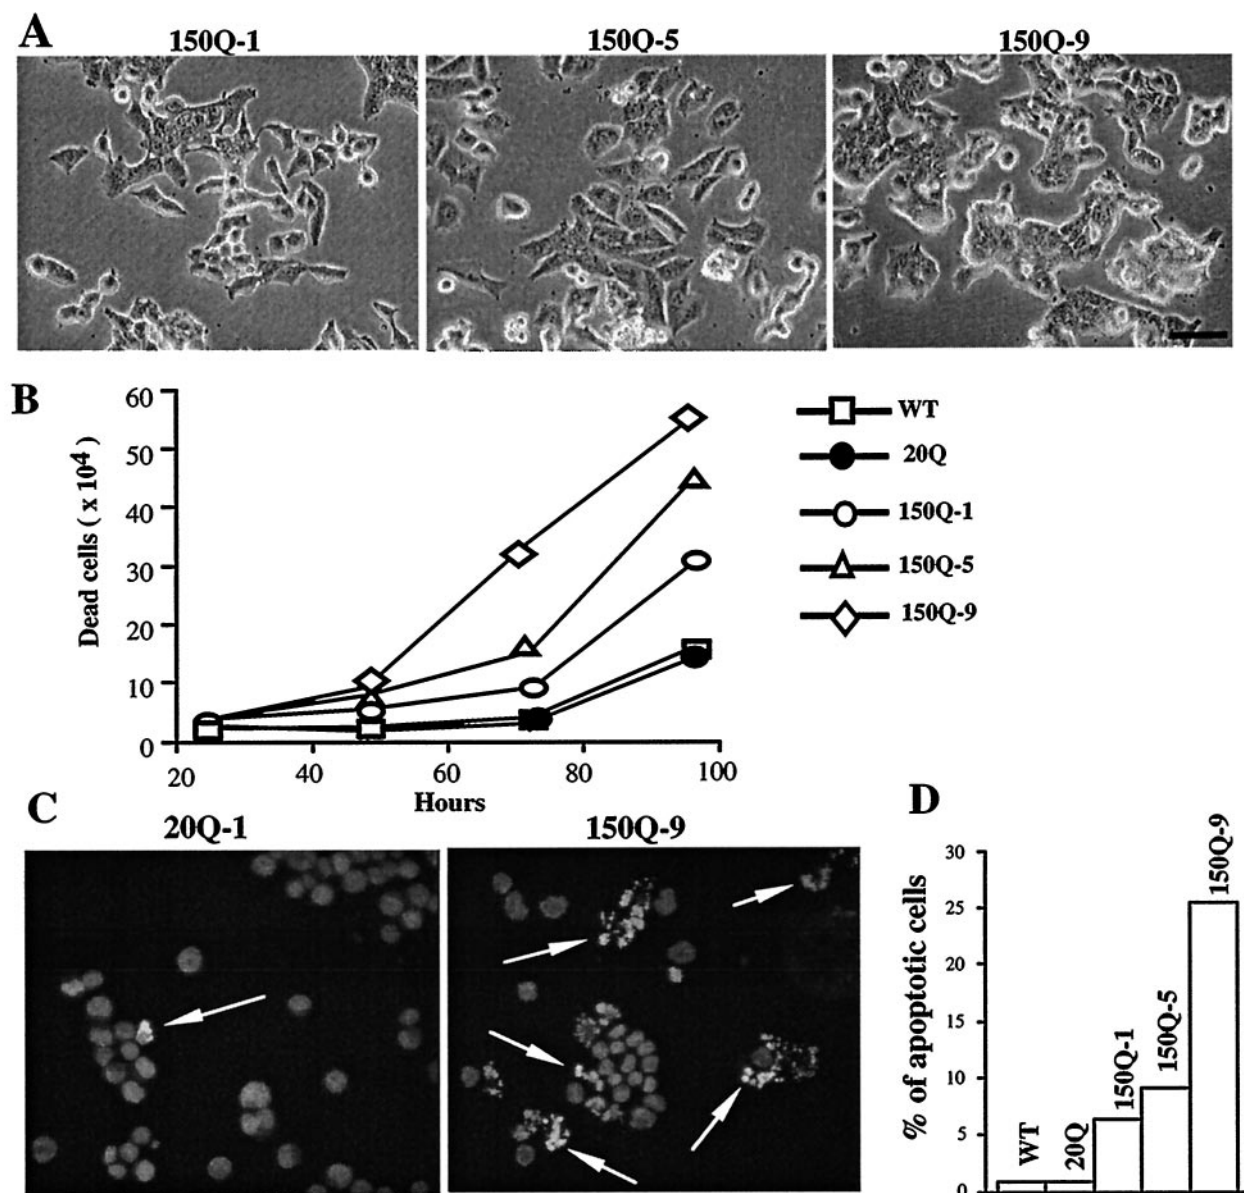 A
150Q-1 150Q-5 150Q-9
B
60
50
40
30
20
10
0
Dead cells ( x 10⁴ )
20 40 60 80 100
Hours
WT
20Q
150Q-1
150Q-5
150Q-9
C
20Q-1 150Q-9
D
30
25
20
15
10
5
0
% of apoptotic cells
WT
20Q
150Q-1
150Q-5
150Q-9